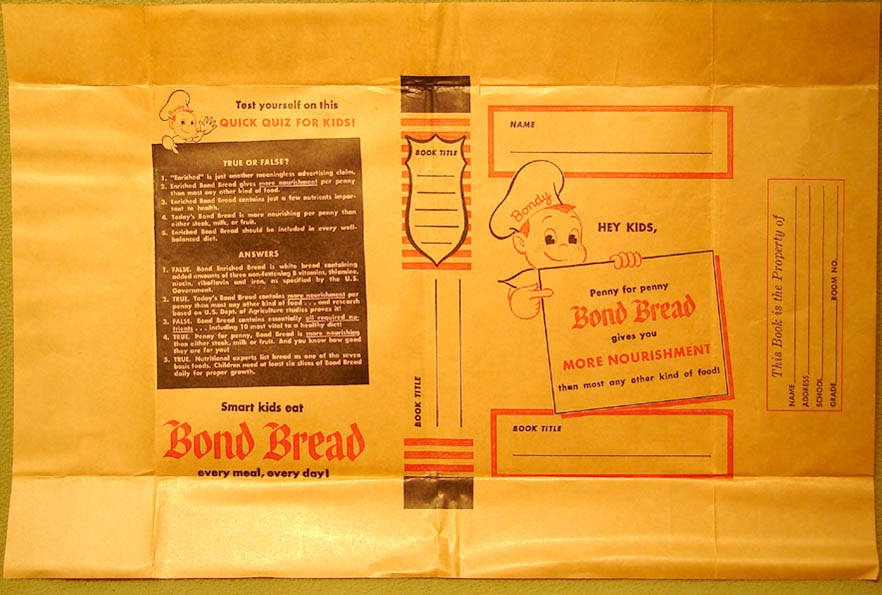 Test yourself on this
QUICK QUIZ FOR KIDS!
TRUE OR FALSE?
1. "Enriched" is just another meaningless advertising claim.
2. Enriched Bond Bread gives more nourishment per penny
than most any other kind of food.
3. Enriched Bond Bread contains just a few nutrients impor-
tant to health.
4. Today's Bond Bread is more nourishing per penny than
either steak, milk, or fruit.
5. Enriched Bond Bread should be included in every well-
balanced diet.
ANSWERS
1. FALSE. Bond Enriched Bread is white bread containing
added amounts of three non-fattening B vitamins, thiamine,
niacin, riboflavin and iron, as specified by the U.S.
Government.
2. TRUE. Today's Bond Bread contains more nourishment per
penny than most any other kind of food . . . and research
based on U.S. Dept. of Agriculture studies proves it!
3. FALSE. Bond Bread contains essentially all required nu-
trients . . . including 10 most vital to a healthy diet!
4. TRUE. Penny for penny, Bond Bread is more nourishing
than either steak, milk or fruit. And you know how good
they are for you!
5. TRUE. Nutritional experts list bread as one of the seven
basic foods. Children need at least six slices of Bond Bread
daily for proper growth.
Smart kids eat
Bond Bread
every meal, every day!
BOOK TITLE
BOOK TITLE
NAME
Bondy
HEY KIDS,
Penny for penny
Bond Bread
gives you
MORE NOURISHMENT
than most any other kind of food!
BOOK TITLE
This Book is the Property of
NAME
ADDRESS
SCHOOL
GRADE ROOM NO.